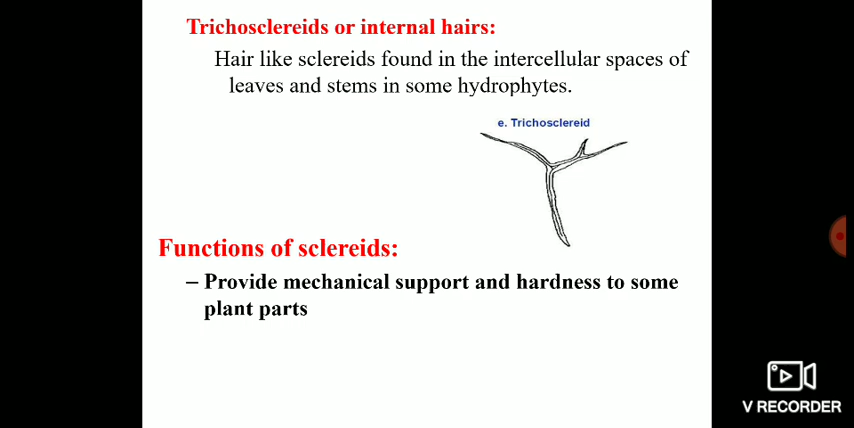 Trichosclereids or internal hairs:
Hair like sclereids found in the intercellular spaces of
leaves and stems in some hydrophytes.
e. Trichosclereid
Functions of sclereids:
– Provide mechanical support and hardness to some
plant parts
V RECORDER